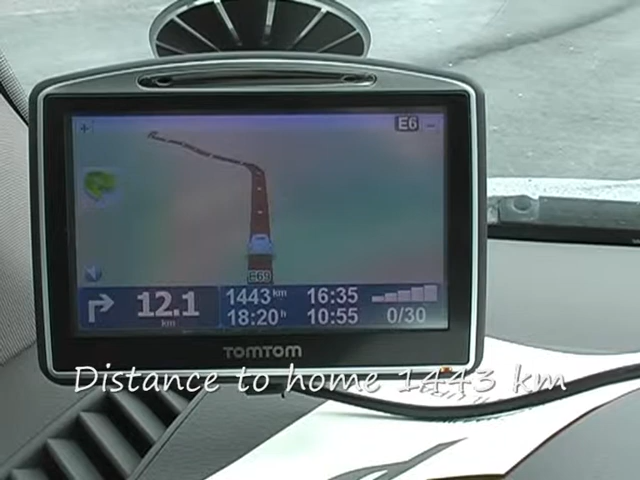 + E6 -
E69
12.1 km 1443 km 16:35
18:20 h 10:55 0/30
TOMTOM
Distance to home 1443 km